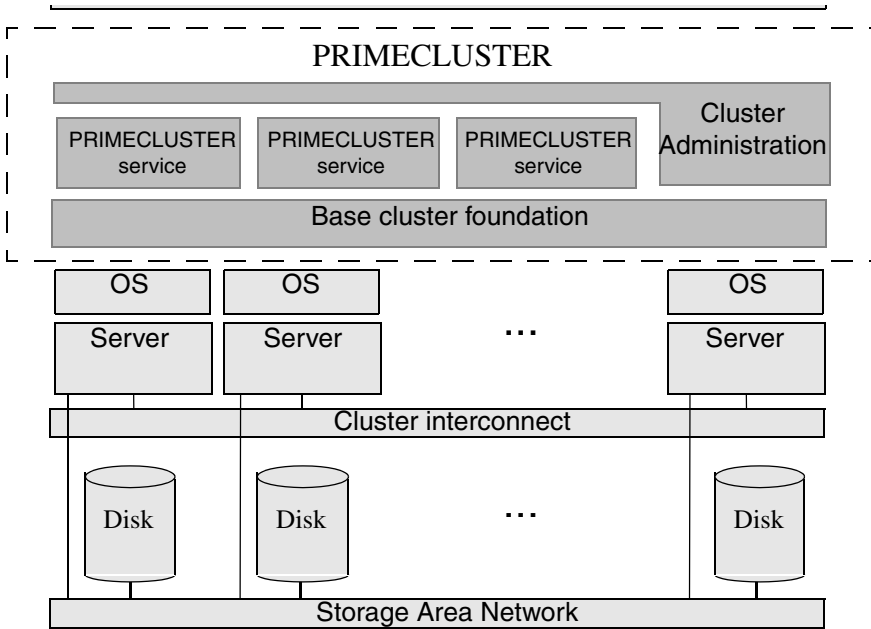 PRIMECLUSTER
Cluster
Administration
PRIMECLUSTER
service
PRIMECLUSTER
service
PRIMECLUSTER
service
Base cluster foundation
OS
OS
OS
Server
Server
...
Server
Cluster interconnect
Disk
Disk
...
Disk
Storage Area Network